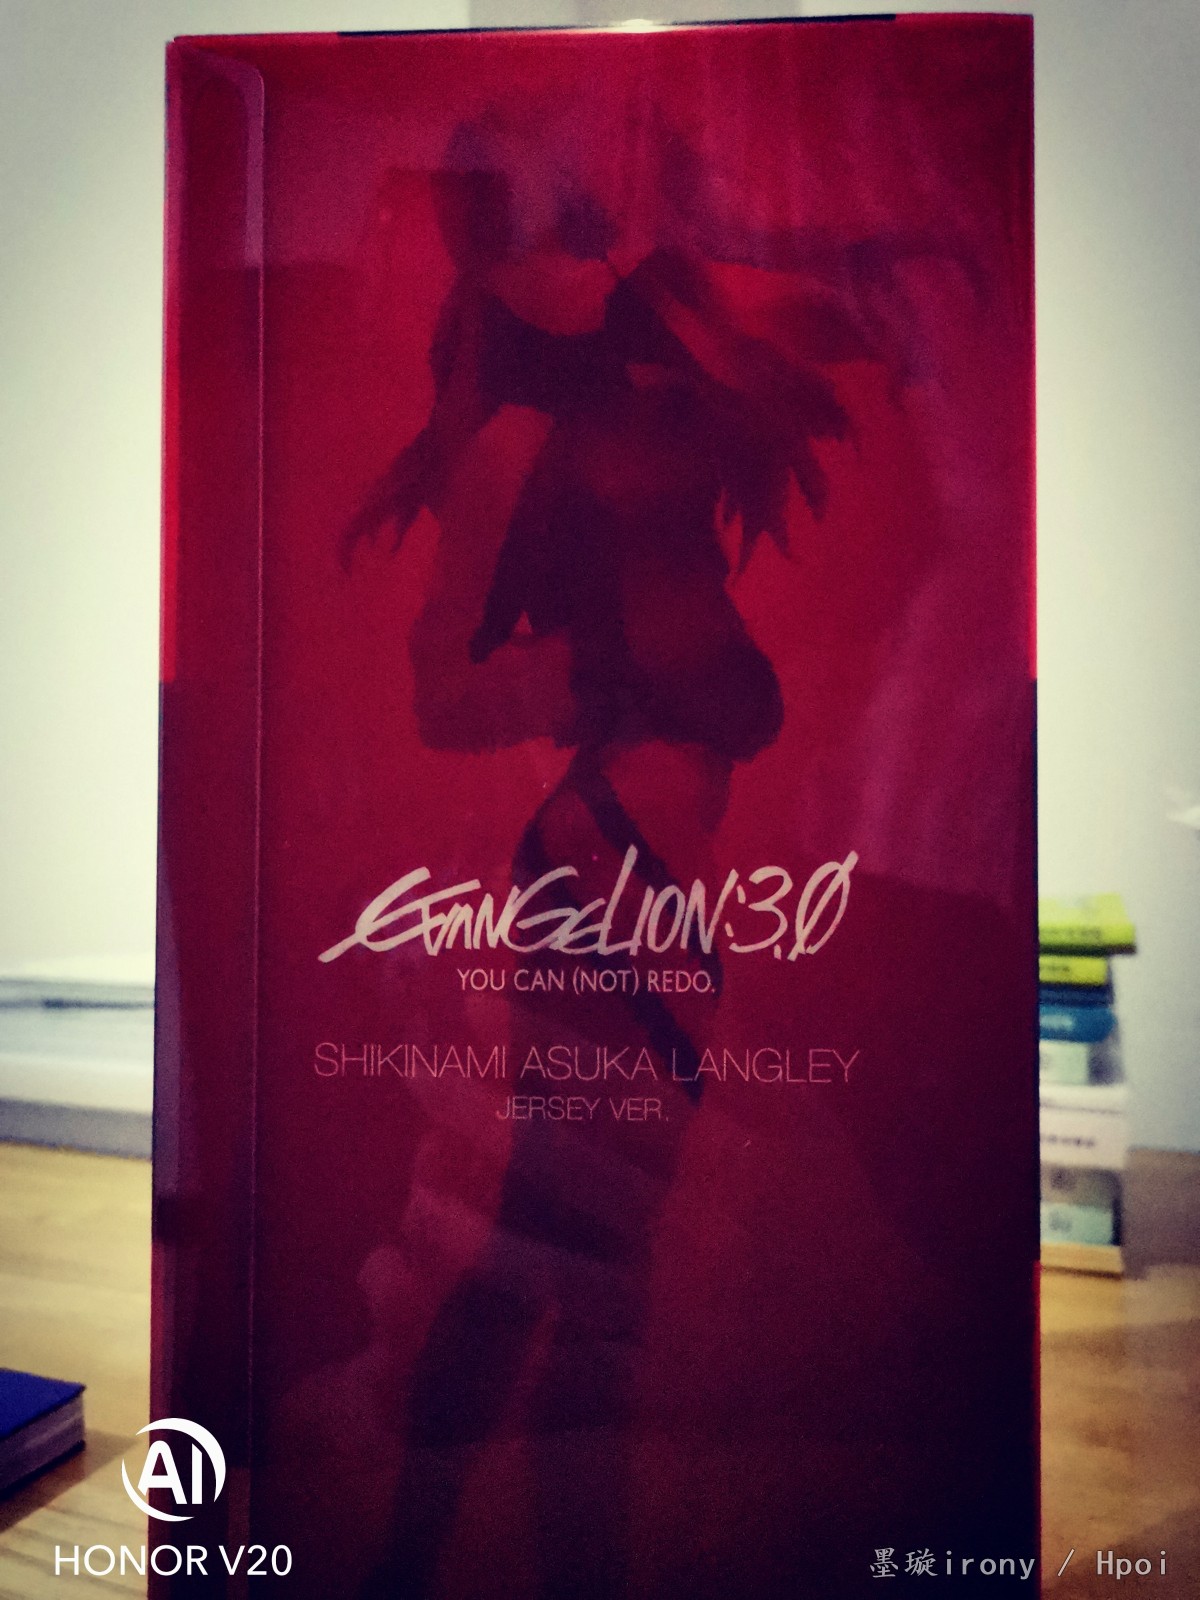 EVANGELION:3.0
YOU CAN (NOT) REDO.
SHIKINAMI ASUKA LANGLEY
JERSEY VER.
AI
HONOR V20
墨璇irony / Hpoi